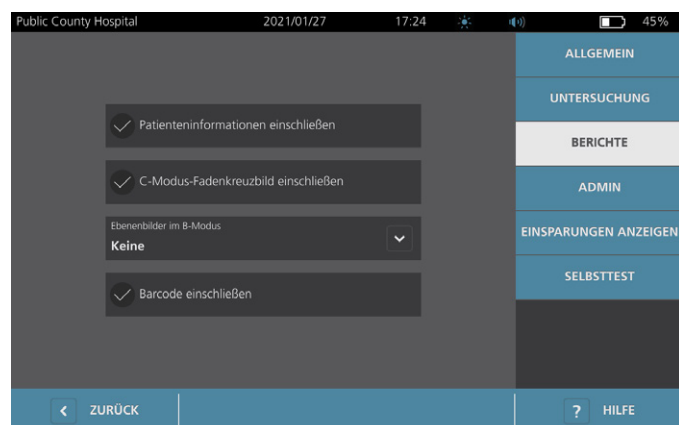 Public County Hospital 2021/01/27 17:24 45%
ALLGEMEIN
UNTERSUCHUNG
BERICHTE
ADMIN
EINSPARUNGEN ANZEIGEN
SELBSTTEST
Patienteninformationen einschließen
C-Modus-Fadenkreuzbild einschließen
Ebenenbilder im B-Modus
Keine
Barcode einschließen
ZURÜCK
? HILFE